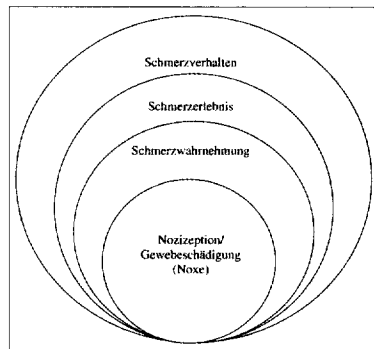 Schmerzverhalten
Schmerzerlebnis
Schmerzwahrnehmung
Nozizeption/
Gewebeschädigung
(Noxe)